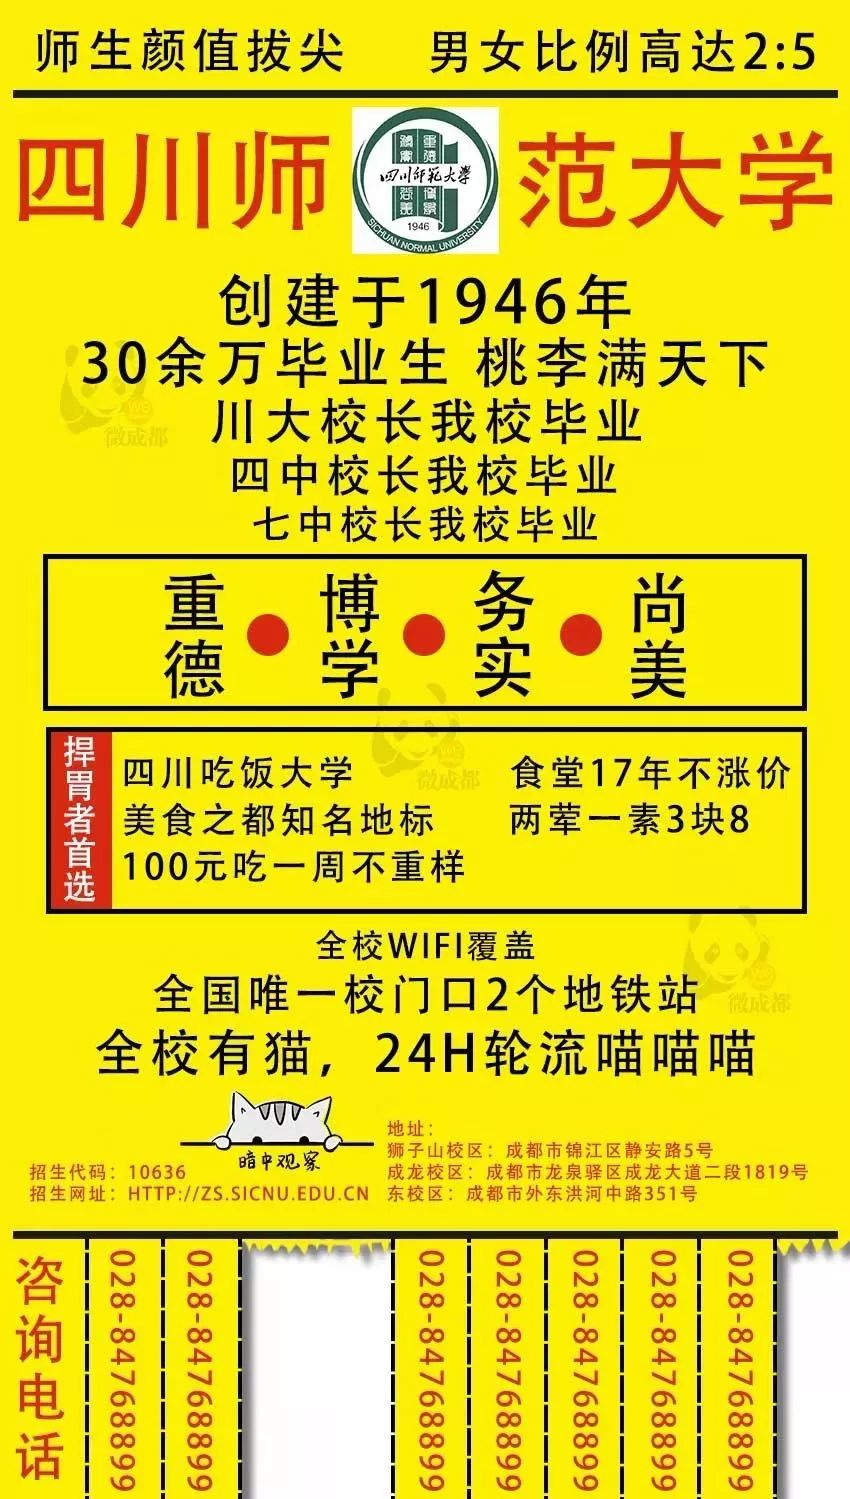 师生颜值拔尖 男女比例高达2:5
四川师范大学
四川师范大学
1946
SICHUAN NORMAL UNIVERSITY
创建于1946年
30余万毕业生 桃李满天下
川大校长我校毕业
四中校长我校毕业
七中校长我校毕业
重德●博学●务实●尚美
捍胃者首选
四川吃饭大学 食堂17年不涨价
美食之都知名地标 两荤一素3块8
100元吃一周不重样
全校WIFI覆盖
全国唯一校门口2个地铁站
全校有猫，24H轮流喵喵喵
暗中观察
招生代码：10636
招生网址：HTTP://ZS.SICNU.EDU.CN
地址：
狮子山校区：成都市锦江区静安路5号
成龙校区：成都市龙泉驿区成龙大道二段1819号
东校区：成都市外东洪河中路351号
咨询电话
028-84768899
028-84768899
028-84768899
028-84768899
028-84768899
028-84768899
028-84768899
微成都
微成都
微成都